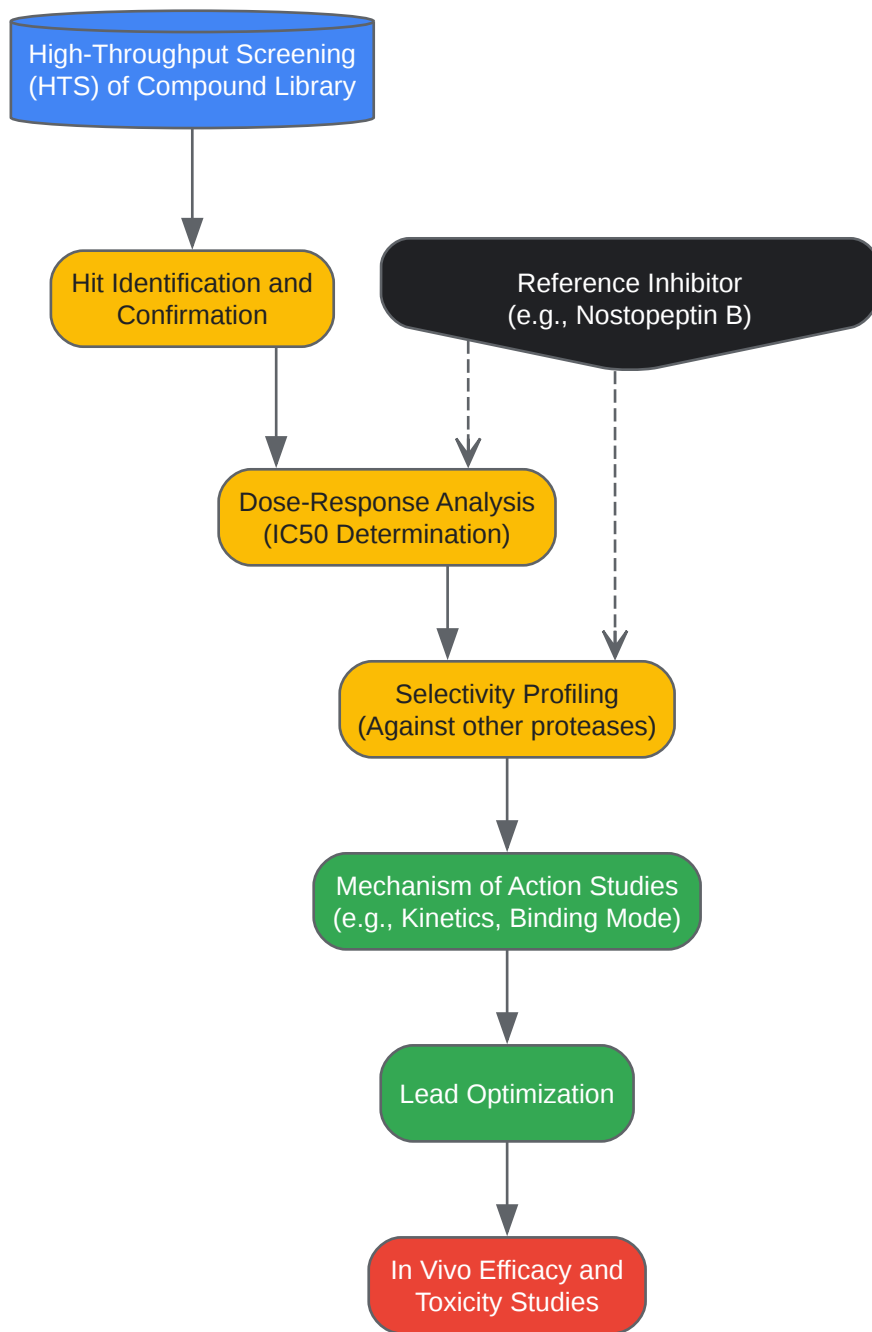 High-Throughput Screening
(HTS) of Compound Library
Hit Identification and
Confirmation
Reference Inhibitor
(e.g., Nostopeptin B)
Dose-Response Analysis
(IC50 Determination)
Selectivity Profiling
(Against other proteases)
Mechanism of Action Studies
(e.g., Kinetics, Binding Mode)
Lead Optimization
In Vivo Efficacy and
Toxicity Studies